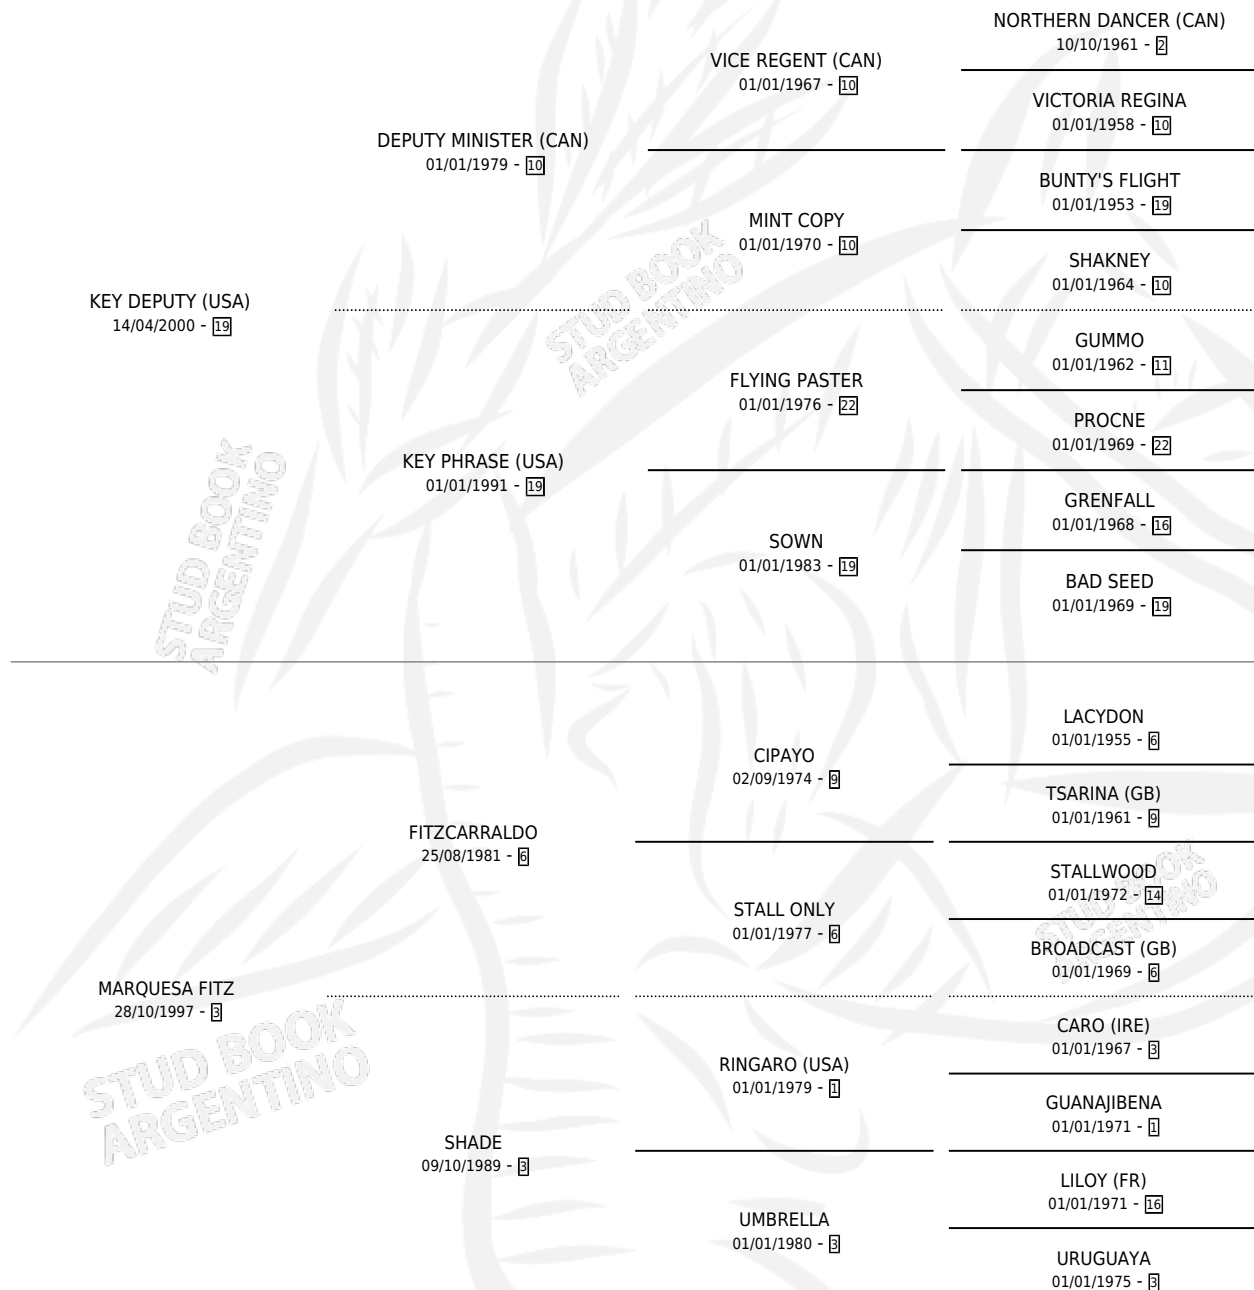 NORTHERN DANCER (CAN)
10/10/1961 - 2
VICE REGENT (CAN)
01/01/1967 - 10
VICTORIA REGINA
01/01/1958 - 10
DEPUTY MINISTER (CAN)
01/01/1979 - 10
BUNTY'S FLIGHT
01/01/1953 - 19
MINT COPY
01/01/1970 - 10
SHAKNEY
01/01/1964 - 10
KEY DEPUTY (USA)
14/04/2000 - 19
STUD BOOK
ARGENTINO
GUMMO
01/01/1962 - 11
FLYING PASTER
01/01/1976 - 22
PROCNE
01/01/1969 - 22
KEY PHRASE (USA)
01/01/1991 - 19
GRENFALL
01/01/1968 - 16
SOWN
01/01/1983 - 19
BAD SEED
01/01/1969 - 19
STUD BOOK
ARGENTINO
LACYDON
01/01/1955 - 6
CIPAYO
02/09/1974 - 9
TSARINA (GB)
01/01/1961 - 9
FITZCARRALDO
25/08/1981 - 6
STALLWOOD
01/01/1972 - 14
STUD BOOK
ARGENTINO
STALL ONLY
01/01/1977 - 6
BROADCAST (GB)
01/01/1969 - 6
MARQUESA FITZ
28/10/1997 - 3
STUD BOOK
ARGENTINO
CARO (IRE)
01/01/1967 - 3
RINGARO (USA)
01/01/1979 - 1
GUANAJIBENA
01/01/1971 - 1
SHADE
09/10/1989 - 3
LILOY (FR)
01/01/1971 - 16
UMBRELLA
01/01/1980 - 3
URUGUAYA
01/01/1975 - 3